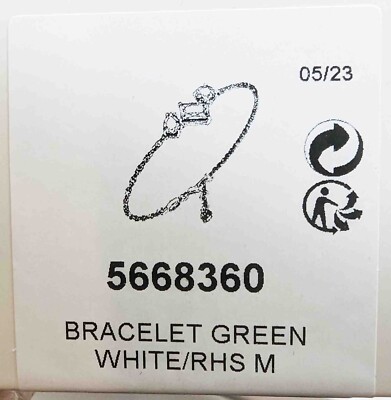 05/23
5668360
BRACELET GREEN
WHITE/RHS M